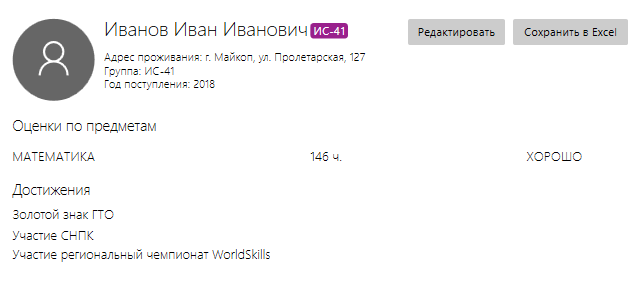 Иванов Иван Иванович ИС-41 Редактировать Сохранить в Excel
Адрес проживания: г. Майкоп, ул. Пролетарская, 127
Группа: ИС-41
Год поступления: 2018
Оценки по предметам
МАТЕМАТИКА 146 ч. ХОРОШО
Достижения
Золотой знак ГТО
Участие СНПК
Участие региональный чемпионат WorldSkills